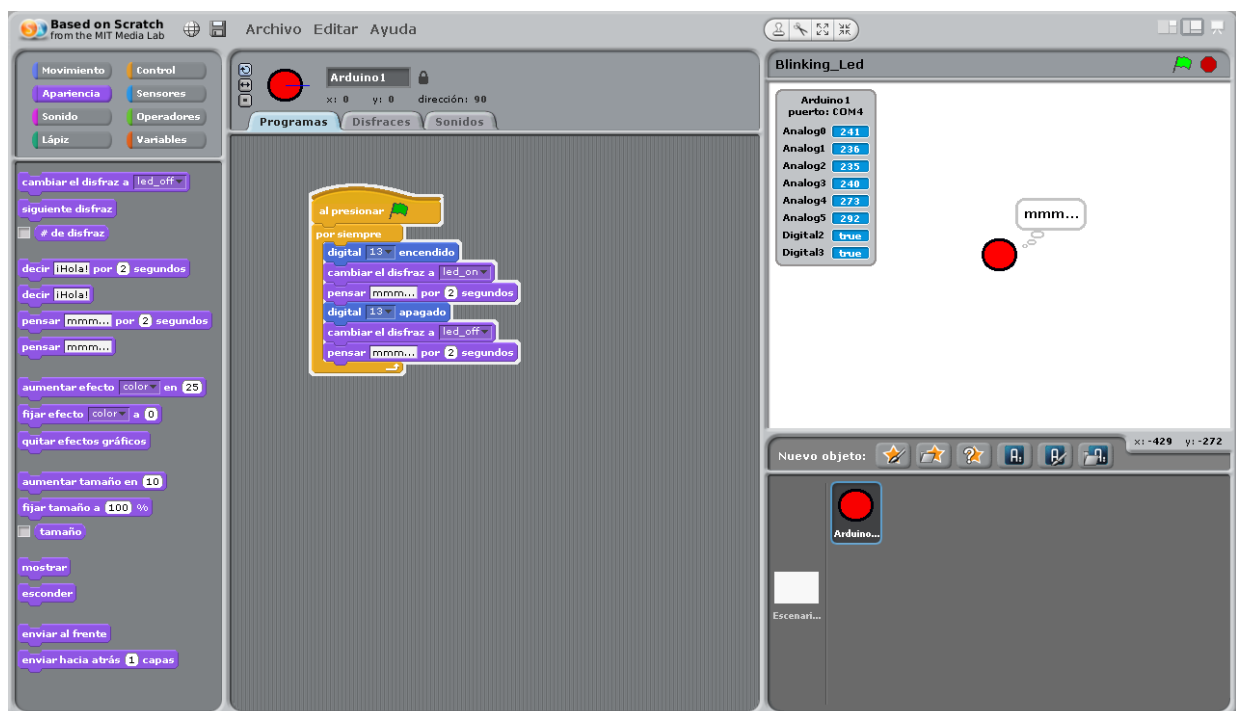 Based on Scratch
from the MIT Media Lab
Archivo Editar Ayuda
Movimiento Control
Apariencia Sensores
Sonido Operadores
Lápiz Variables
cambiar el disfraz a led_off
siguiente disfraz
# de disfraz
decir ¡Hola! por 2 segundos
decir ¡Hola!
pensar mmm... por 2 segundos
pensar mmm...
aumentar efecto color en 25
fijar efecto color a 0
quitar efectos gráficos
aumentar tamaño en 10
fijar tamaño a 100 %
tamaño
mostrar
esconder
enviar al frente
enviar hacia atrás 1 capas
Arduino1
x: 0 y: 0 dirección: 90
Programas Disfraces Sonidos
al presionar
por siempre
digital 13 encendido
cambiar el disfraz a led_on
pensar mmm... por 2 segundos
digital 13 apagado
cambiar el disfraz a led_off
pensar mmm... por 2 segundos
Blinking_Led
Arduino1
puerto: COM4
Analog0 241
Analog1 236
Analog2 235
Analog3 240
Analog4 273
Analog5 292
Digital2 true
Digital3 true
mmm...
x: -429 y: -272
Nuevo objeto:
Arduino...
Escenari...